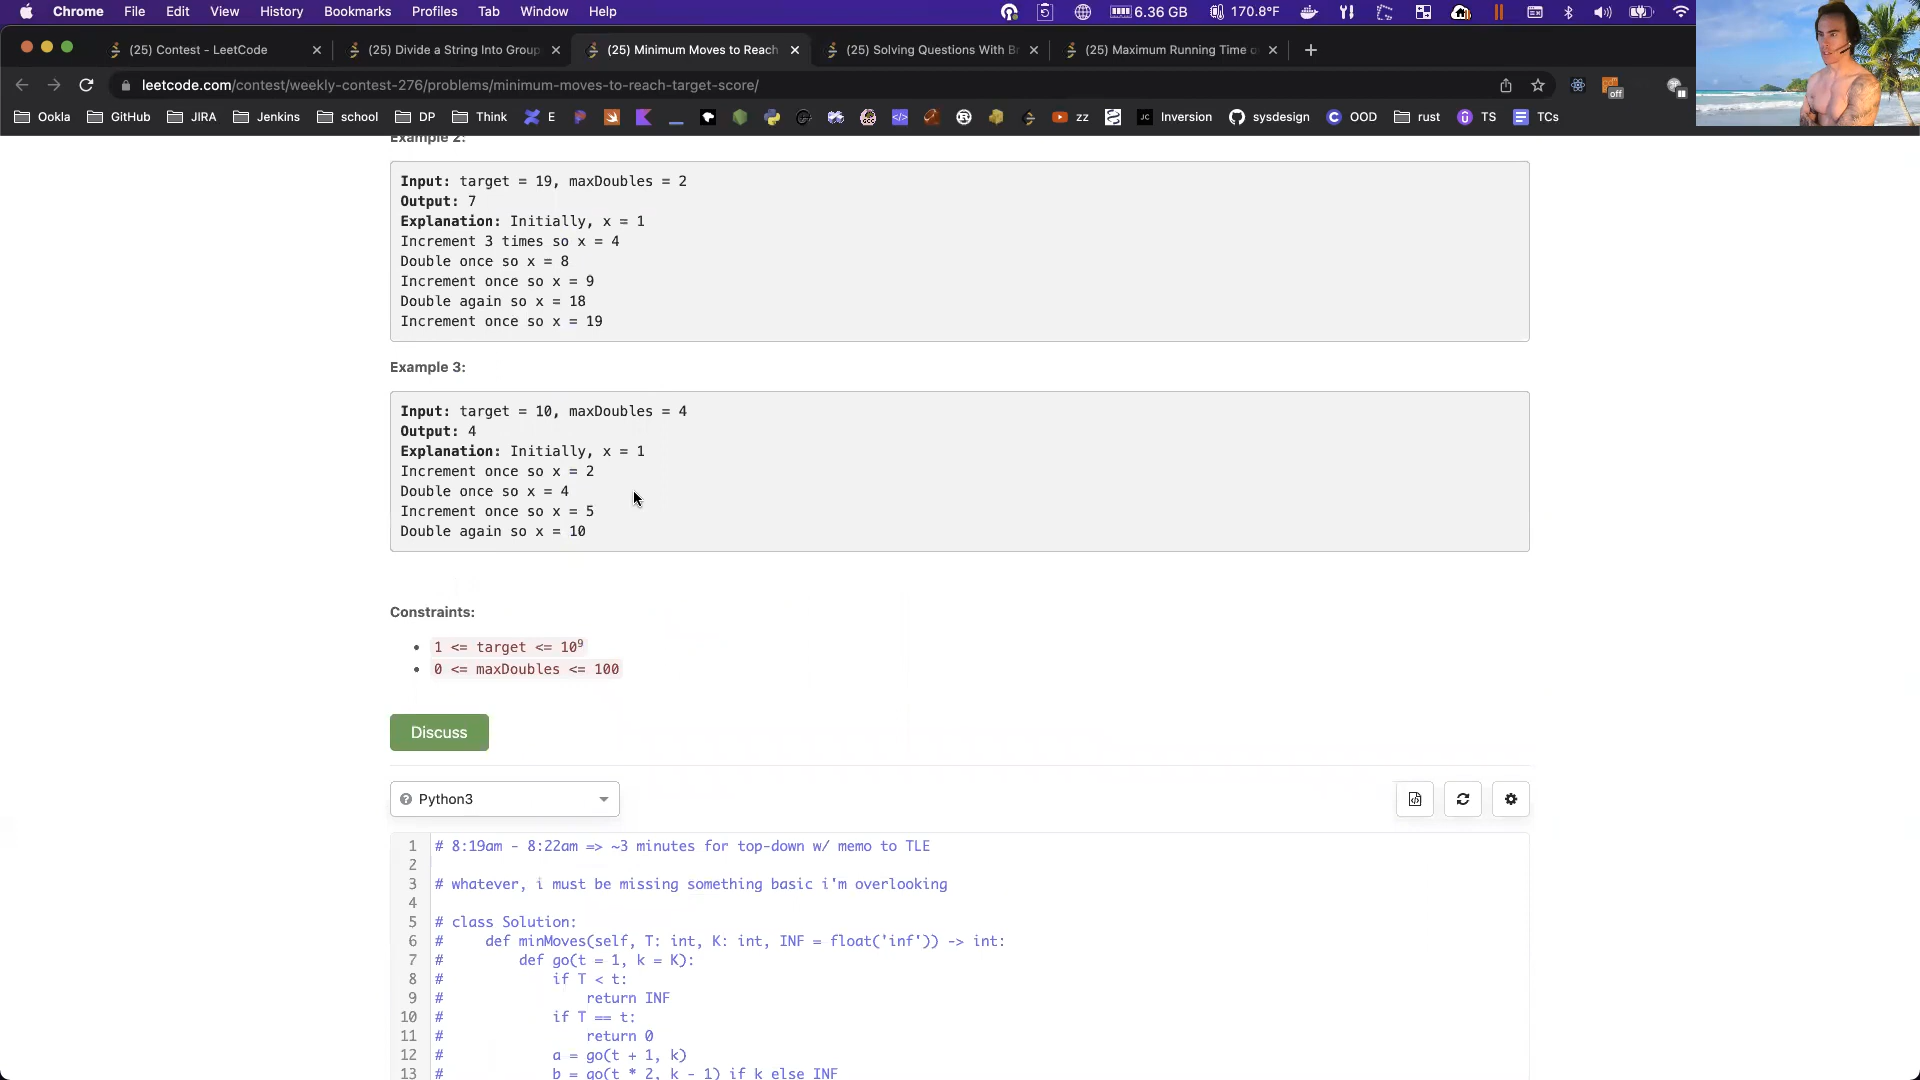 Chrome File Edit View History Bookmarks Profiles Tab Window Help 6.36 GB 170.8°F
(25) Contest - LeetCode (25) Divide a String Into Group (25) Minimum Moves to Reach (25) Solving Questions With Br (25) Maximum Running Time o
leetcode.com/contest/weekly-contest-276/problems/minimum-moves-to-reach-target-score/ off
Ookla GitHub JIRA Jenkins school DP Think E zz Inversion sysdesign OOD rust TS TCs
Example 2:
Input: target = 19, maxDoubles = 2
Output: 7
Explanation: Initially, x = 1
Increment 3 times so x = 4
Double once so x = 8
Increment once so x = 9
Double again so x = 18
Increment once so x = 19
Example 3:
Input: target = 10, maxDoubles = 4
Output: 4
Explanation: Initially, x = 1
Increment once so x = 2
Double once so x = 4
Increment once so x = 5
Double again so x = 10
Constraints:
1 <= target <= 10⁹
0 <= maxDoubles <= 100
Discuss
Python3
1 # 8:19am - 8:22am => ~3 minutes for top-down w/ memo to TLE
2
3 # whatever, i must be missing something basic i'm overlooking
4
5 # class Solution:
6 #     def minMoves(self, T: int, K: int, INF = float('inf')) -> int:
7 #         def go(t = 1, k = K):
8 #             if T < t:
9 #                 return INF
10 #             if T == t:
11 #                 return 0
12 #             a = go(t + 1, k)
13 #             b = go(t * 2, k - 1) if k else INF